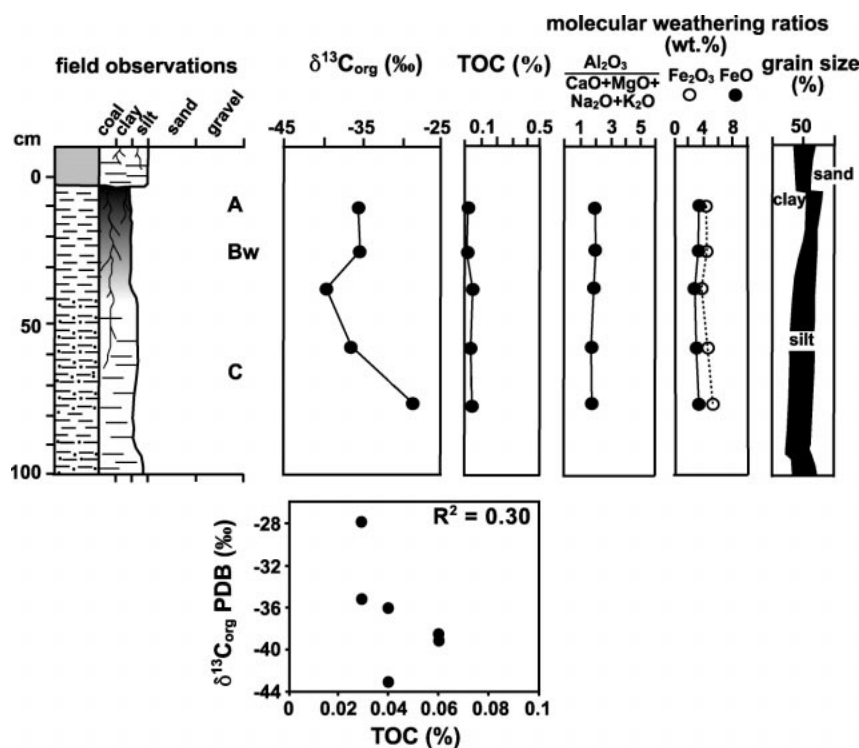 molecular weathering ratios
(wt.%)
field observations
δ¹³Corg (‰)
TOC (%)
Al₂O₃
CaO+MgO+
Na₂O+K₂O
Fe₂O₃ FeO
grain size
(%)
coal
clay
silt
sand
gravel
cm
-45 -35 -25
0.1 0.5
1 3 5
0 4 8
50
0
50
100
A
Bw
C
sand
clay
silt
R² = 0.30
δ¹³Corg PDB (‰)
-28
-32
-36
-40
-44
0 0.02 0.04 0.06 0.08 0.1
TOC (%)